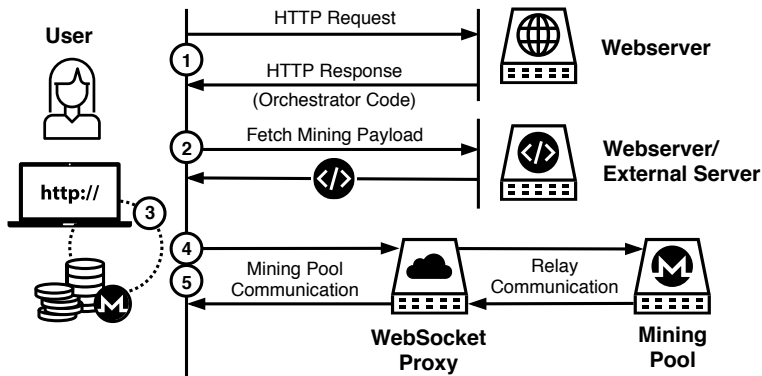 User
HTTP Request
Webserver
1
HTTP Response
(Orchestrator Code)
2
Fetch Mining Payload
</>
Webserver/
External Server
</>
http://
3
4
5
Mining Pool
Communication
Relay
Communication
WebSocket
Proxy
Mining
Pool